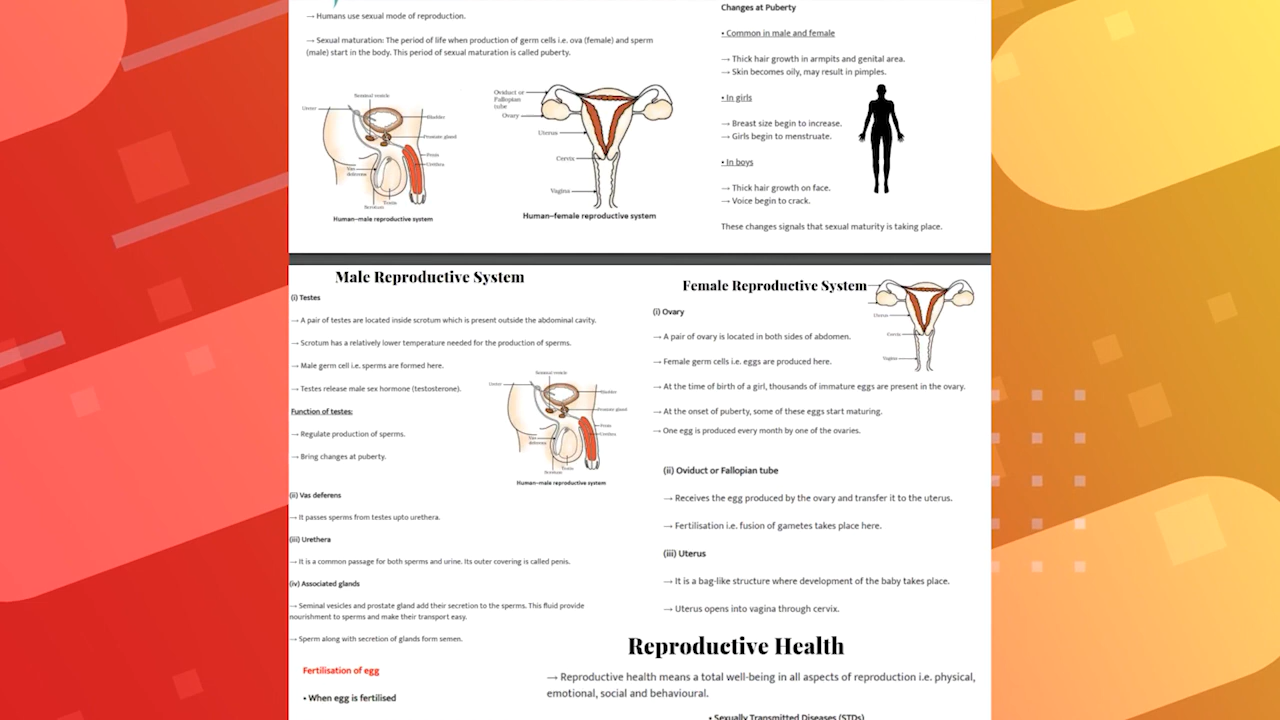 → Humans use sexual mode of reproduction.
→ Sexual maturation: The period of life when production of germ cells i.e. ova (female) and sperm
(male) start in the body. This period of sexual maturation is called puberty.
Seminal vesicle
Ureter
Bladder
Prostate gland
Penis
Urethra
Vas
deferens
Testis
Scrotum
Human–male reproductive system
Oviduct or
Fallopian
tube
Ovary
Uterus
Cervix
Vagina
Human–female reproductive system
Changes at Puberty
• Common in male and female
→ Thick hair growth in armpits and genital area.
→ Skin becomes oily, may result in pimples.
• In girls
→ Breast size begin to increase.
→ Girls begin to menstruate.
• In boys
→ Thick hair growth on face.
→ Voice begin to crack.
These changes signals that sexual maturity is taking place.
Male Reproductive System
(i) Testes
→ A pair of testes are located inside scrotum which is present outside the abdominal cavity.
→ Scrotum has a relatively lower temperature needed for the production of sperms.
→ Male germ cell i.e. sperms are formed here.
→ Testes release male sex hormone (testosterone).
Function of testes:
→ Regulate production of sperms.
→ Bring changes at puberty.
Seminal vesicle
Ureter
Bladder
Prostate gland
Penis
Urethra
Vas
deferens
Testis
Scrotum
Human–male reproductive system
(ii) Vas deferens
→ It passes sperms from testes upto urethera.
(iii) Urethera
→ It is a common passage for both sperms and urine. Its outer covering is called penis.
(iv) Associated glands
→ Seminal vesicles and prostate gland add their secretion to the sperms. This fluid provide
nourishment to sperms and make their transport easy.
→ Sperm along with secretion of glands form semen.
Fertilisation of egg
• When egg is fertilised
Female Reproductive System
Uterus
Cervix
Vagina
(i) Ovary
→ A pair of ovary is located in both sides of abdomen.
→ Female germ cells i.e. eggs are produced here.
→ At the time of birth of a girl, thousands of immature eggs are present in the ovary.
→ At the onset of puberty, some of these eggs start maturing.
→ One egg is produced every month by one of the ovaries.
(ii) Oviduct or Fallopian tube
→ Receives the egg produced by the ovary and transfer it to the uterus.
→ Fertilisation i.e. fusion of gametes takes place here.
(iii) Uterus
→ It is a bag-like structure where development of the baby takes place.
→ Uterus opens into vagina through cervix.
Reproductive Health
→ Reproductive health means a total well-being in all aspects of reproduction i.e. physical,
emotional, social and behavioural.
• Sexually Transmitted Diseases (STDs)